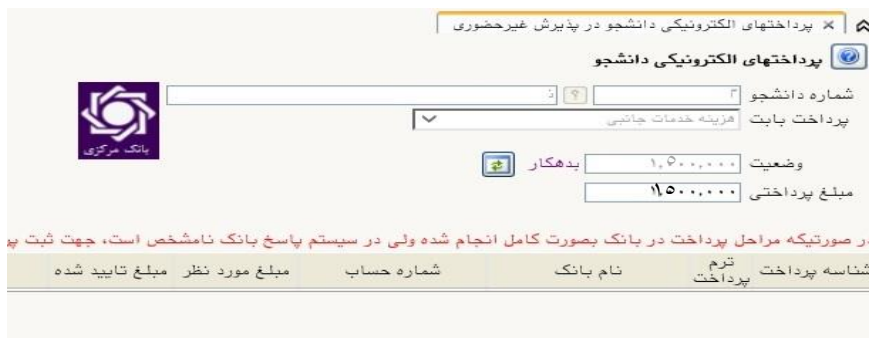 پرداختهای الکترونیکی دانشجو در پذیرش غیرحضوری
پرداختهای الکترونیکی دانشجو
شماره دانشجو
بانک مرکزی
پرداخت بابت هزینه خدمات جانبی
وضعیت ۱,۵۰۰,۰۰۰ بدهکار
مبلغ پرداختی ۱,۵۰۰,۰۰۰
در صورتیکه مراحل پرداخت در بانک بصورت کامل انجام شده ولی در سیستم پاسخ بانک نامشخص است، جهت ثبت
شناسه پرداخت ترم پرداخت نام بانک شماره حساب مبلغ مورد نظر مبلغ تایید شده